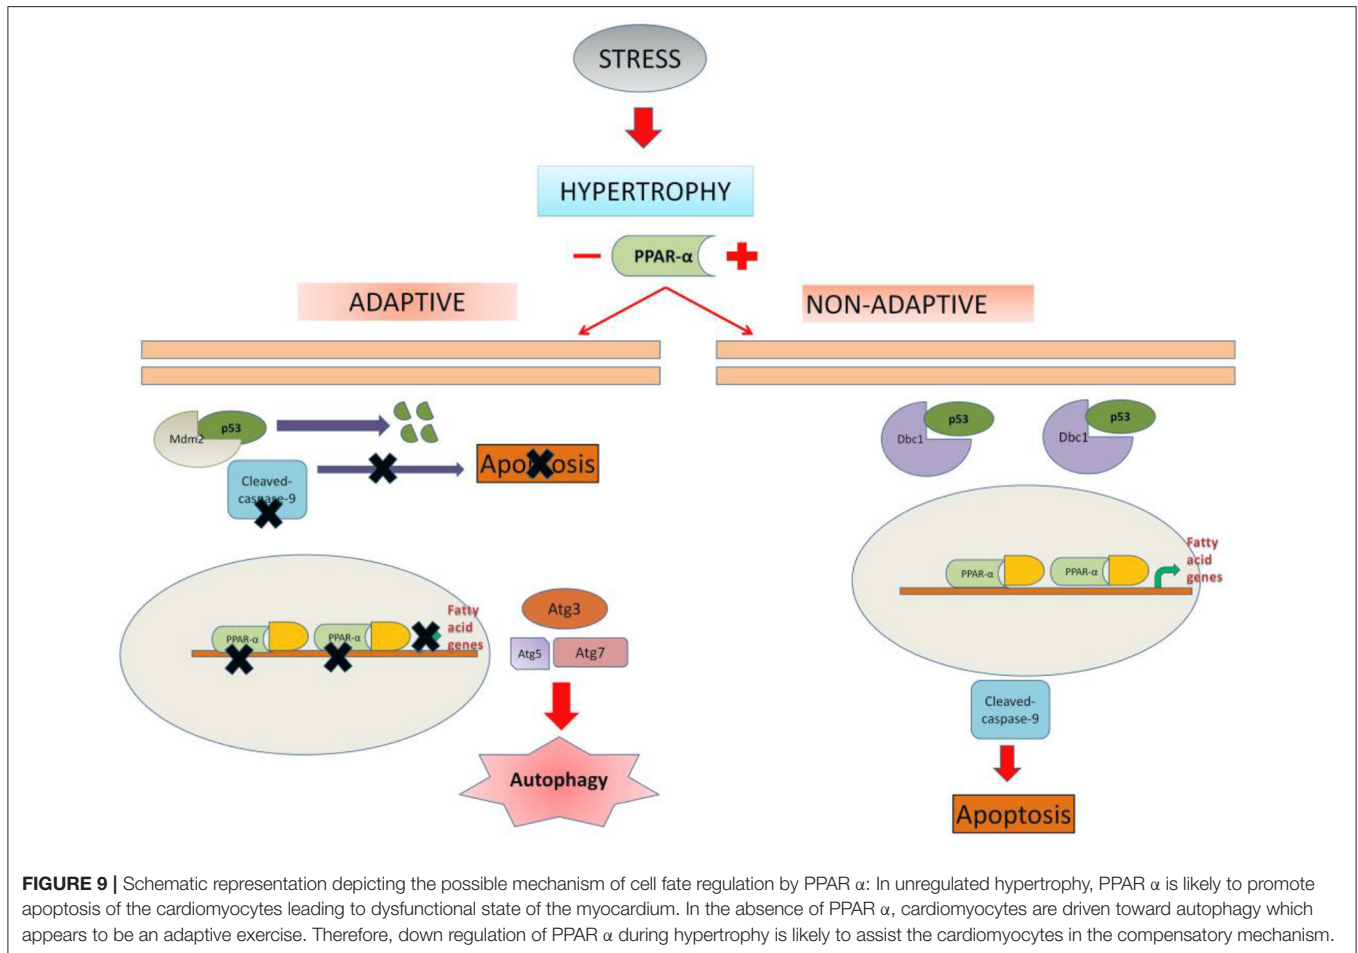 STRESS
HYPERTROPHY
PPAR-α
ADAPTIVE
NON-ADAPTIVE
Mdm2
p53
Cleaved-
caspase-9
Apoptosis
PPAR-α
PPAR-α
Fatty
acid
genes
Atg3
Atg5
Atg7
Autophagy
Dbc1
p53
Dbc1
p53
PPAR-α
PPAR-α
Fatty
acid
genes
Cleaved-
caspase-9
Apoptosis
FIGURE 9 | Schematic representation depicting the possible mechanism of cell fate regulation by PPAR α: In unregulated hypertrophy, PPAR α is likely to promote
apoptosis of the cardiomyocytes leading to dysfunctional state of the myocardium. In the absence of PPAR α, cardiomyocytes are driven toward autophagy which
appears to be an adaptive exercise. Therefore, down regulation of PPAR α during hypertrophy is likely to assist the cardiomyocytes in the compensatory mechanism.